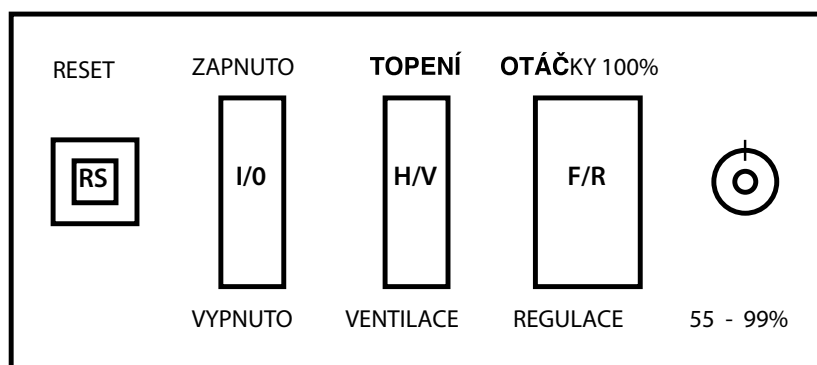 RESET ZAPNUTO TOPENÍ OTÁČKY 100%
RS I/0 H/V F/R
VYPNUTO VENTILACE REGULACE 55 - 99%